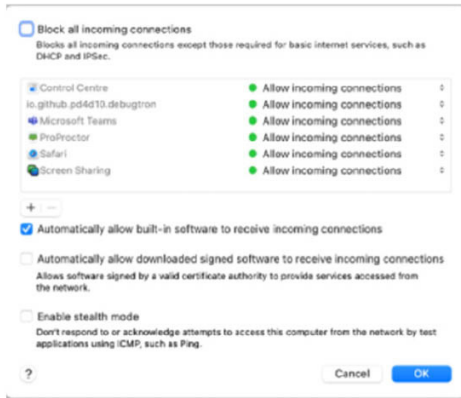 Block all incoming connections
Blocks all incoming connections except those required for basic internet services, such as
DHCP and IPSec.
Control Centre Allow incoming connections
io.github.pd4d10.debugtron Allow incoming connections
Microsoft Teams Allow incoming connections
ProProctor Allow incoming connections
Safari Allow incoming connections
Screen Sharing Allow incoming connections
+ −
Automatically allow built-in software to receive incoming connections
Automatically allow downloaded signed software to receive incoming connections
Allows software signed by a valid certificate authority to provide services accessed from
the network.
Enable stealth mode
Don't respond to or acknowledge attempts to access this computer from the network by test
applications using ICMP, such as Ping.
? Cancel OK